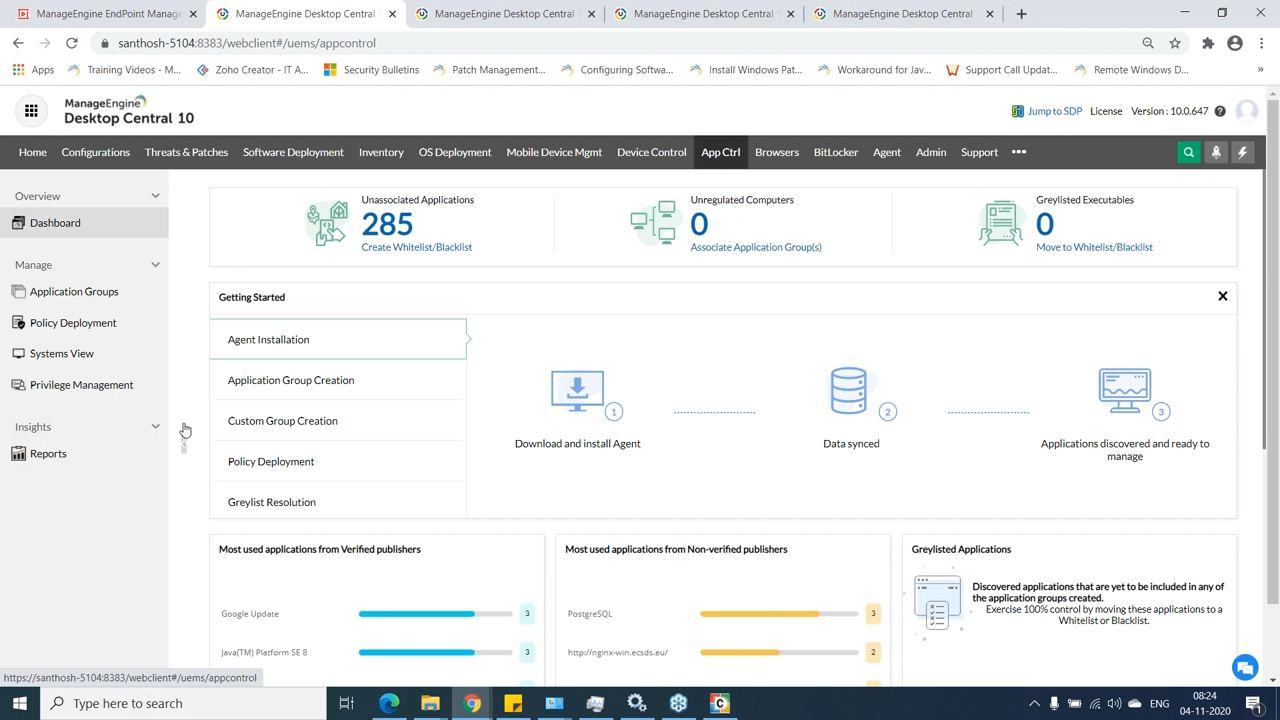 ManageEngine EndPoint Managem
ManageEngine Desktop Central
ManageEngine Desktop Central
ManageEngine Desktop Central
ManageEngine Desktop Central
santhosh-5104:8383/webclient#/uems/appcontrol
Apps
Training Videos - M...
Zoho Creator - IT A...
Security Bulletins
Patch Management...
Configuring Softwa...
Install Windows Pat...
Workaround for Jav...
Support Call Updat...
Remote Windows D...
»
ManageEngine
Desktop Central 10
Jump to SDP
License
Version : 10.0.647
Home
Configurations
Threats & Patches
Software Deployment
Inventory
OS Deployment
Mobile Device Mgmt
Device Control
App Ctrl
Browsers
BitLocker
Agent
Admin
Support
Overview
Dashboard
Manage
Application Groups
Policy Deployment
Systems View
Privilege Management
Insights
Reports
Unassociated Applications
285
Create Whitelist/Blacklist
Unregulated Computers
0
Associate Application Group(s)
Greylisted Executables
0
Move to Whitelist/Blacklist
Getting Started
Agent Installation
Application Group Creation
Custom Group Creation
Policy Deployment
Greylist Resolution
1
Download and install Agent
2
Data synced
3
Applications discovered and ready to
manage
Most used applications from Verified publishers
Google Update
3
Java(TM) Platform SE 8
3
Most used applications from Non-verified publishers
PostgreSQL
3
http://nginx-win.ecsds.eu/
2
Greylisted Applications
Discovered applications that are yet to be included in any of
the application groups created.
Exercise 100% control by moving these applications to a
Whitelist or Blacklist.
https://santhosh-5104:8383/webclient#/uems/appcontrol
Type here to search
ENG
08:24
04-11-2020
1